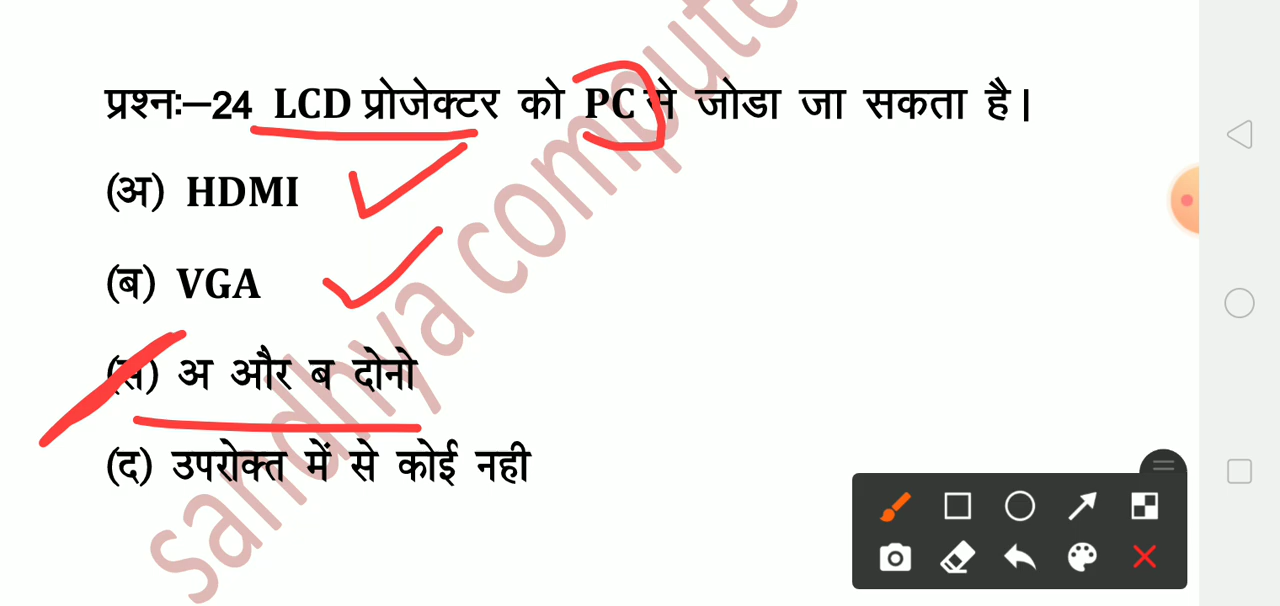 प्रश्नः–24 LCD प्रोजेक्टर को PC से जोडा जा सकता है।
(अ) HDMI
(ब) VGA
(स) अ और ब दोनो
(द) उपरोक्त में से कोई नही
sandhya compute